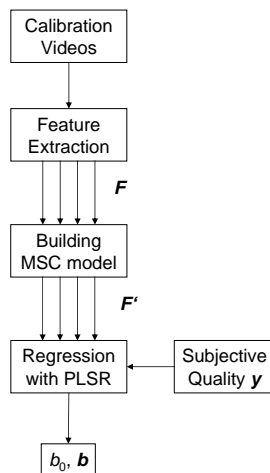 Calibration
Videos
Feature
Extraction
F
Building
MSC model
F‘
Regression
with PLSR
Subjective
Quality y
b0, b